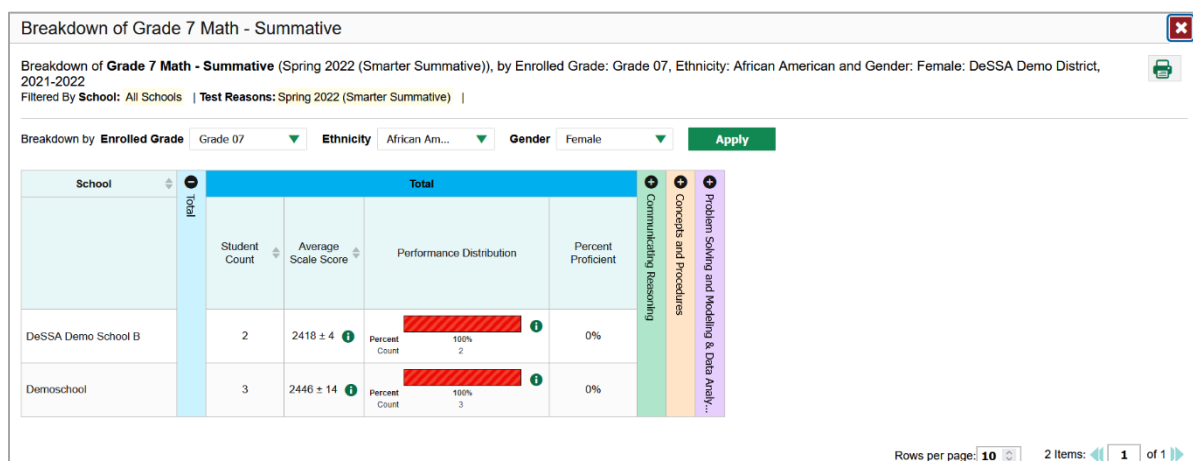 Breakdown of Grade 7 Math - Summative
Breakdown of Grade 7 Math - Summative (Spring 2022 (Smarter Summative)), by Enrolled Grade: Grade 07, Ethnicity: African American and Gender: Female: DeSSA Demo District,
2021-2022
Filtered By School: All Schools | Test Reasons: Spring 2022 (Smarter Summative) |
Breakdown by Enrolled Grade Grade 07 Ethnicity African Am... Gender Female Apply
School Total Total Communicating Reasoning Concepts and Procedures Problem Solving and Modeling & Data Analy...
Student Count Average Scale Score Performance Distribution Percent Proficient
DeSSA Demo School B 2 2418 ± 4 Percent 100% 0%
Count 2
Demoschool 3 2446 ± 14 Percent 100% 0%
Count 3
Rows per page: 10 2 Items: 1 of 1